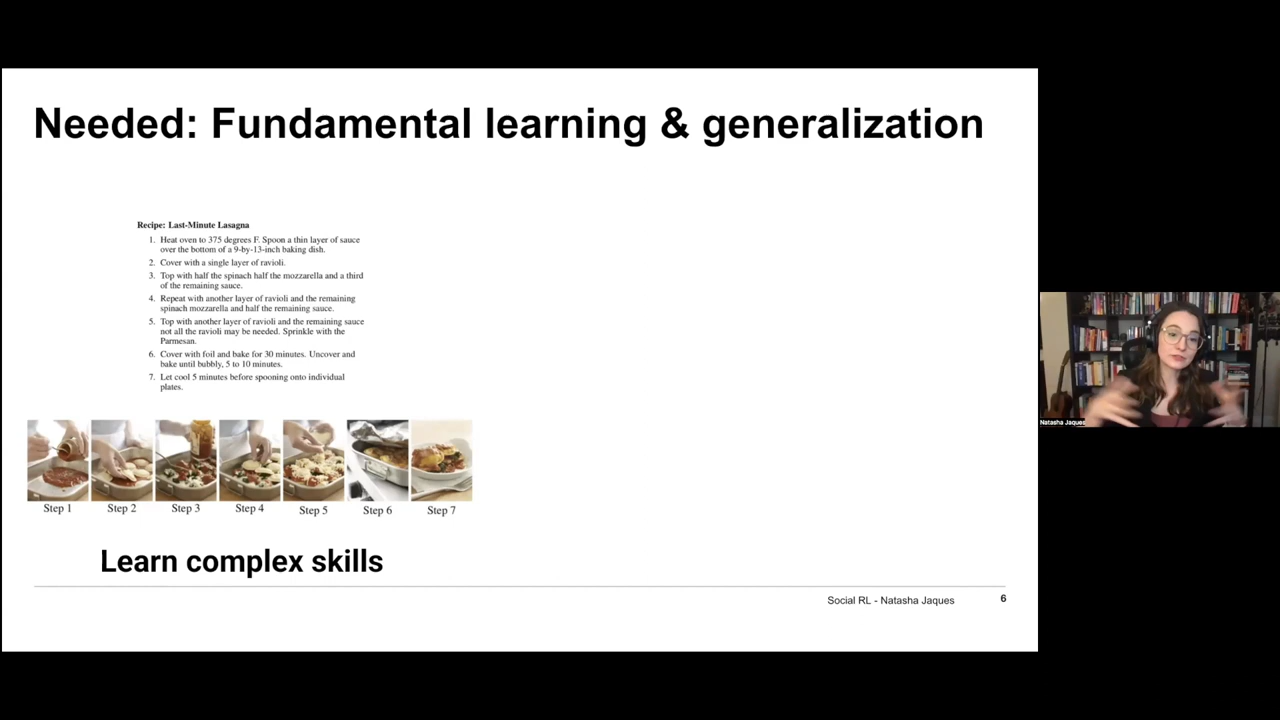 Needed: Fundamental learning & generalization
Recipe: Last-Minute Lasagna
1. Heat oven to 375 degrees F. Spoon a thin layer of sauce
over the bottom of a 9-by-13-inch baking dish.
2. Cover with a single layer of ravioli.
3. Top with half the spinach half the mozzarella and a third
of the remaining sauce.
4. Repeat with another layer of ravioli and the remaining
spinach mozzarella and half the remaining sauce.
5. Top with another layer of ravioli and the remaining sauce
not all the ravioli may be needed. Sprinkle with the
Parmesan.
6. Cover with foil and bake for 30 minutes. Uncover and
bake until bubbly, 5 to 10 minutes.
7. Let cool 5 minutes before spooning onto individual
plates.
Step 1 Step 2 Step 3 Step 4 Step 5 Step 6 Step 7
Learn complex skills
Social RL - Natasha Jaques 6
Natasha Jaques